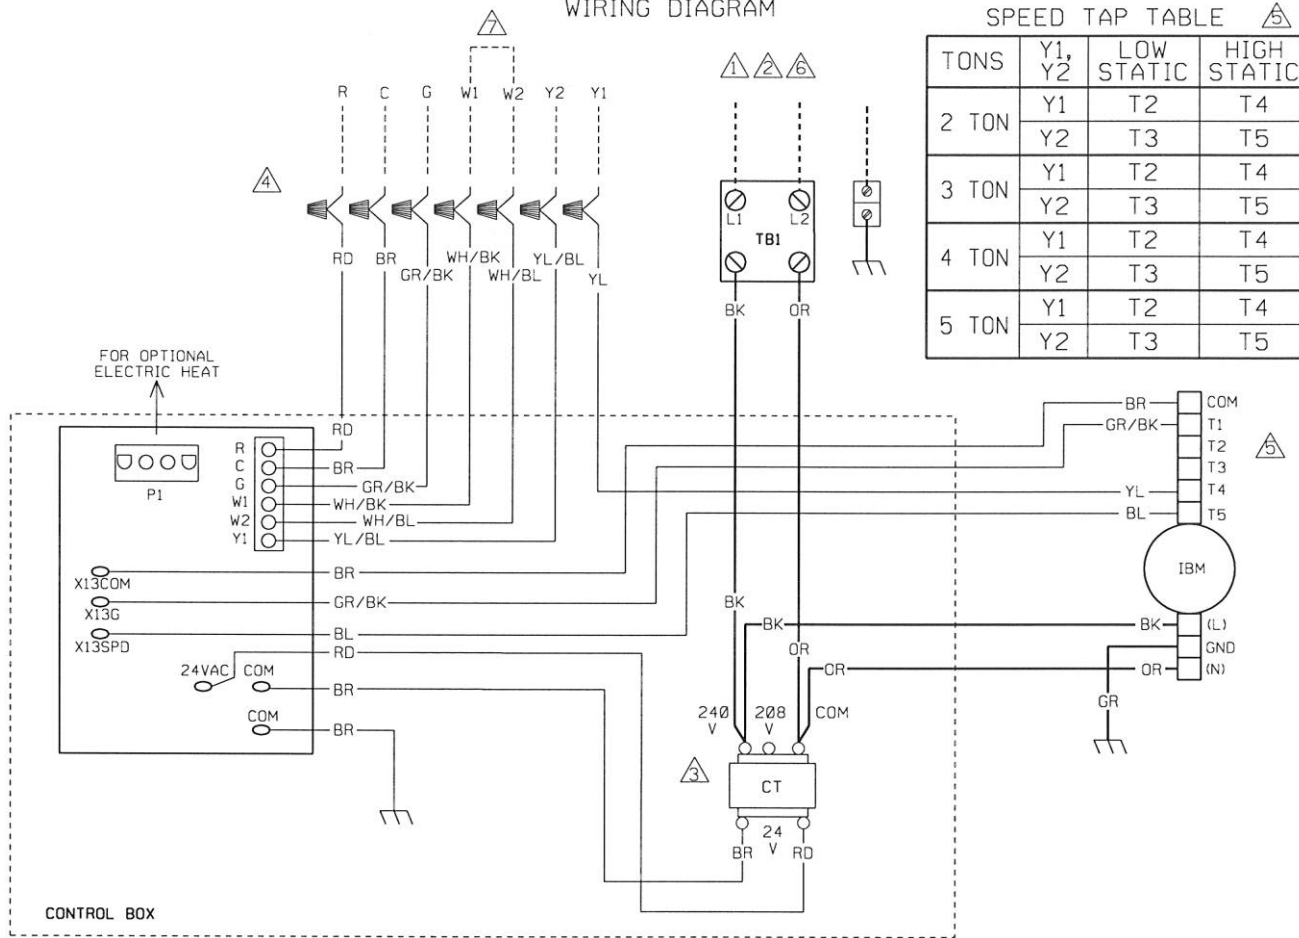 WIRING DIAGRAM
7
1 2 6
SPEED TAP TABLE 5
TONS Y1, Y2 LOW STATIC HIGH STATIC
2 TON Y1 T2 T4
Y2 T3 T5
3 TON Y1 T2 T4
Y2 T3 T5
4 TON Y1 T2 T4
Y2 T3 T5
5 TON Y1 T2 T4
Y2 T3 T5
R C G W1 W2 Y2 Y1
4
L1 L2
TB1
RD BR GR/BK WH/BK WH/BL YL/BL YL
BK OR
FOR OPTIONAL
ELECTRIC HEAT
P1
R RD
C BR
G GR/BK
W1 WH/BK
W2 WH/BL
Y1 YL/BL
X13COM BR
X13G GR/BK
X13SPD BL
24VAC RD
COM BR
COM BR
BR COM
GR/BK T1
T2
T3
YL T4
BL T5
5
IBM
BK (L)
GND
OR (N)
GR
BK
BK
OR
OR
240 V 208 V COM
3
CT
24 V
BR RD
CONTROL BOX